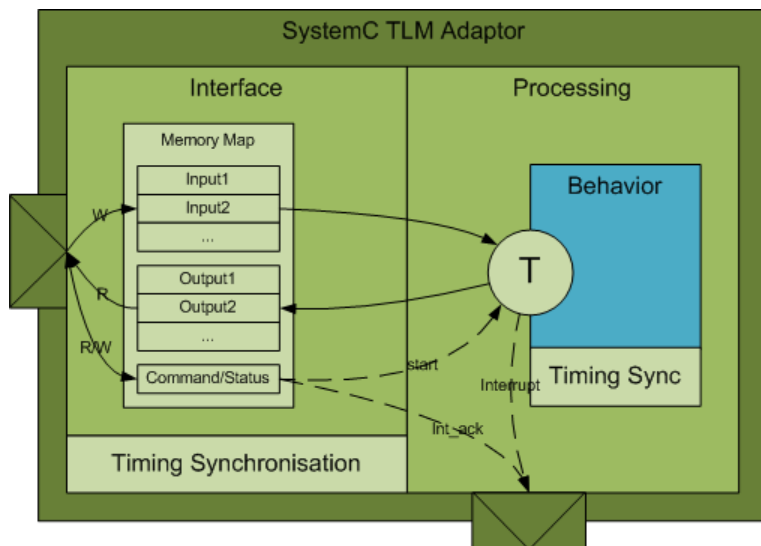 SystemC TLM Adaptor
Interface
Processing
Memory Map
Input1
Input2
...
Output1
Output2
...
Command/Status
W
R
R/W
Behavior
T
start
Interrupt
Int_ack
Timing Sync
Timing Synchronisation